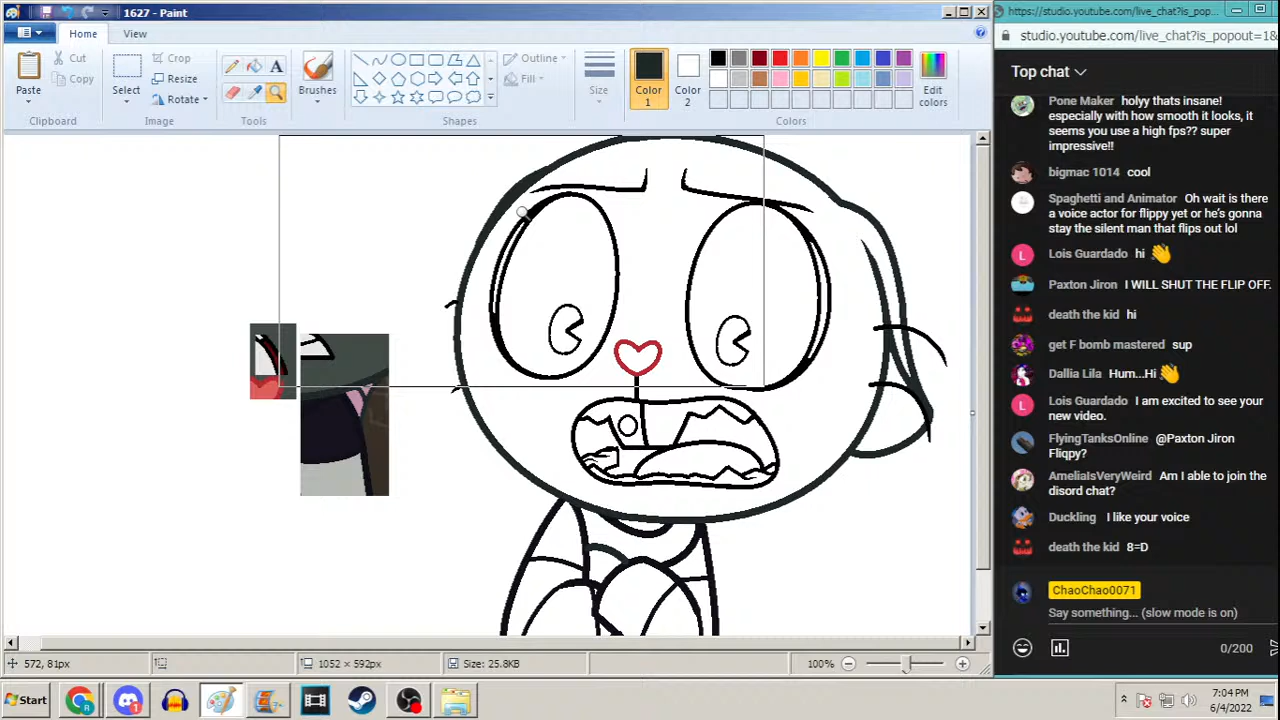 1627 - Paint
Home
View
Paste
Cut
Copy
Clipboard
Select
Crop
Resize
Rotate
Image
Tools
Brushes
Outline
Fill
Shapes
Size
Color 1
Color 2
Edit colors
Colors
572, 81px
1052 × 592px
Size: 25.8KB
100%
Start
7:04 PM
6/4/2022
https://studio.youtube.com/live_chat?is_pop...
studio.youtube.com/live_chat?is_popout=1&
Top chat
Pone Maker holyy thats insane!
especially with how smooth it looks, it
seems you use a high fps?? super
impressive!!
bigmac 1014 cool
Spaghetti and Animator Oh wait is there
a voice actor for flippy yet or he's gonna
stay the silent man that flips out lol
L
Lois Guardado hi
Paxton Jiron I WILL SHUT THE FLIP OFF.
death the kid hi
get F bomb mastered sup
Dallia Lila Hum...Hi
L
Lois Guardado I am excited to see your
new video.
FlyingTanksOnline @Paxton Jiron
Fliqpy?
AmeliaIsVeryWeird Am I able to join the
disord chat?
Duckling I like your voice
death the kid 8=D
ChaoChao0071
Say something... (slow mode is on)
0/200